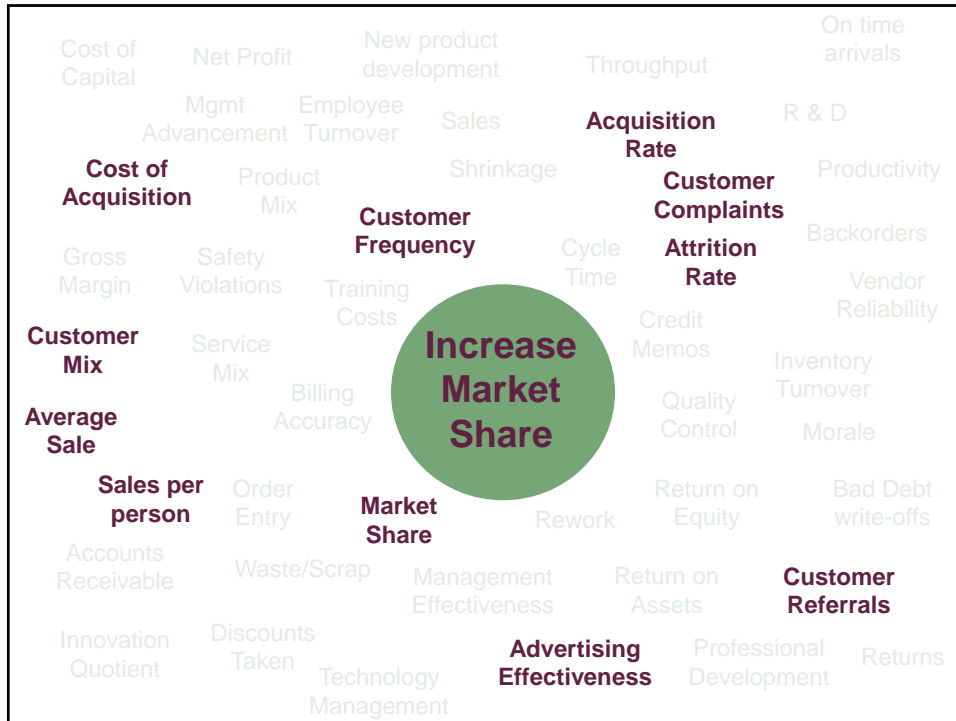 Cost of
Capital
Net Profit
New product
development
Throughput
On time
arrivals
Mgmt
Advancement
Employee
Turnover
Sales
Acquisition
Rate
R & D
Cost of
Acquisition
Product
Mix
Shrinkage
Customer
Complaints
Productivity
Customer
Frequency
Gross
Margin
Safety
Violations
Training
Costs
Cycle
Time
Attrition
Rate
Backorders
Vendor
Reliability
Customer
Mix
Service
Mix
Billing
Accuracy
Increase
Market
Share
Credit
Memos
Inventory
Turnover
Average
Sale
Quality
Control
Morale
Sales per
person
Order
Entry
Market
Share
Rework
Return on
Equity
Bad Debt
write-offs
Accounts
Receivable
Waste/Scrap
Management
Effectiveness
Return on
Assets
Customer
Referrals
Innovation
Quotient
Discounts
Taken
Technology
Management
Advertising
Effectiveness
Professional
Development
Returns